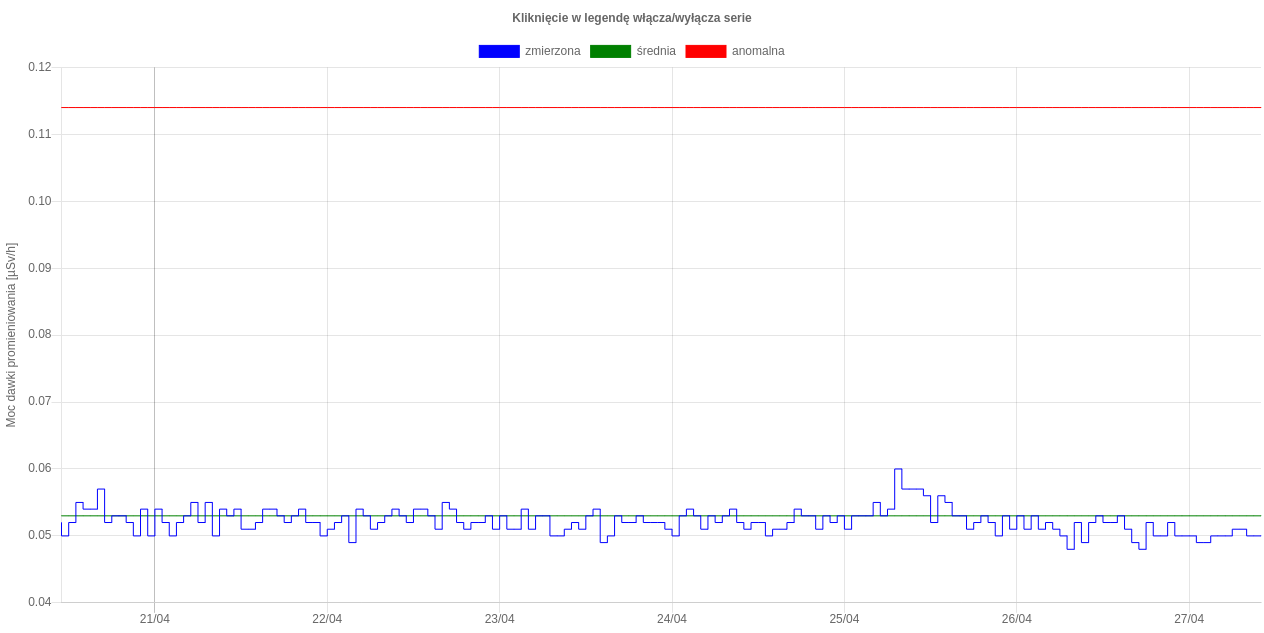 Kliknięcie w legendę włącza/wyłącza serie
zmierzona średnia anomalna
Moc dawki promieniowania [µSv/h]
0.12
0.11
0.10
0.09
0.08
0.07
0.06
0.05
0.04
21/04 22/04 23/04 24/04 25/04 26/04 27/04